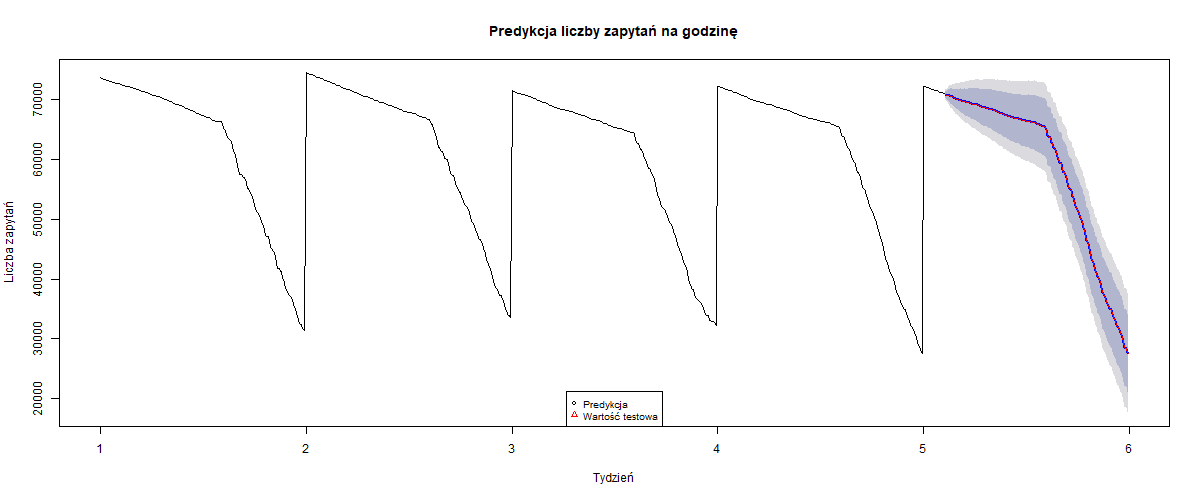 Predykcja liczby zapytań na godzinę
Liczba zapytań
70000
60000
50000
40000
30000
20000
Predykcja
Wartość testowa
1 2 3 4 5 6
Tydzień